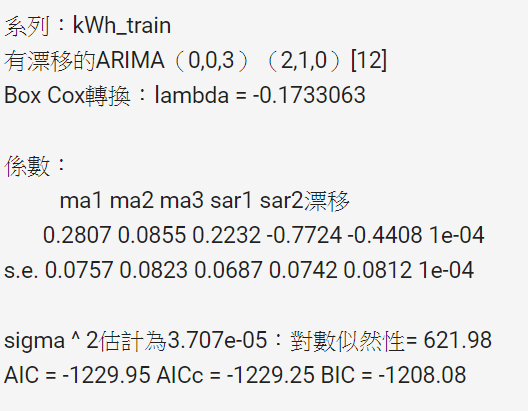 系列：kWh_train
有漂移的ARIMA（0,0,3）（2,1,0）[12]
Box Cox轉換：lambda = -0.1733063
係數：
ma1 ma2 ma3 sar1 sar2漂移
0.2807 0.0855 0.2232 -0.7724 -0.4408 1e-04
s.e. 0.0757 0.0823 0.0687 0.0742 0.0812 1e-04
sigma ^ 2估計為3.707e-05：對數似然性= 621.98
AIC = -1229.95 AICc = -1229.25 BIC = -1208.08